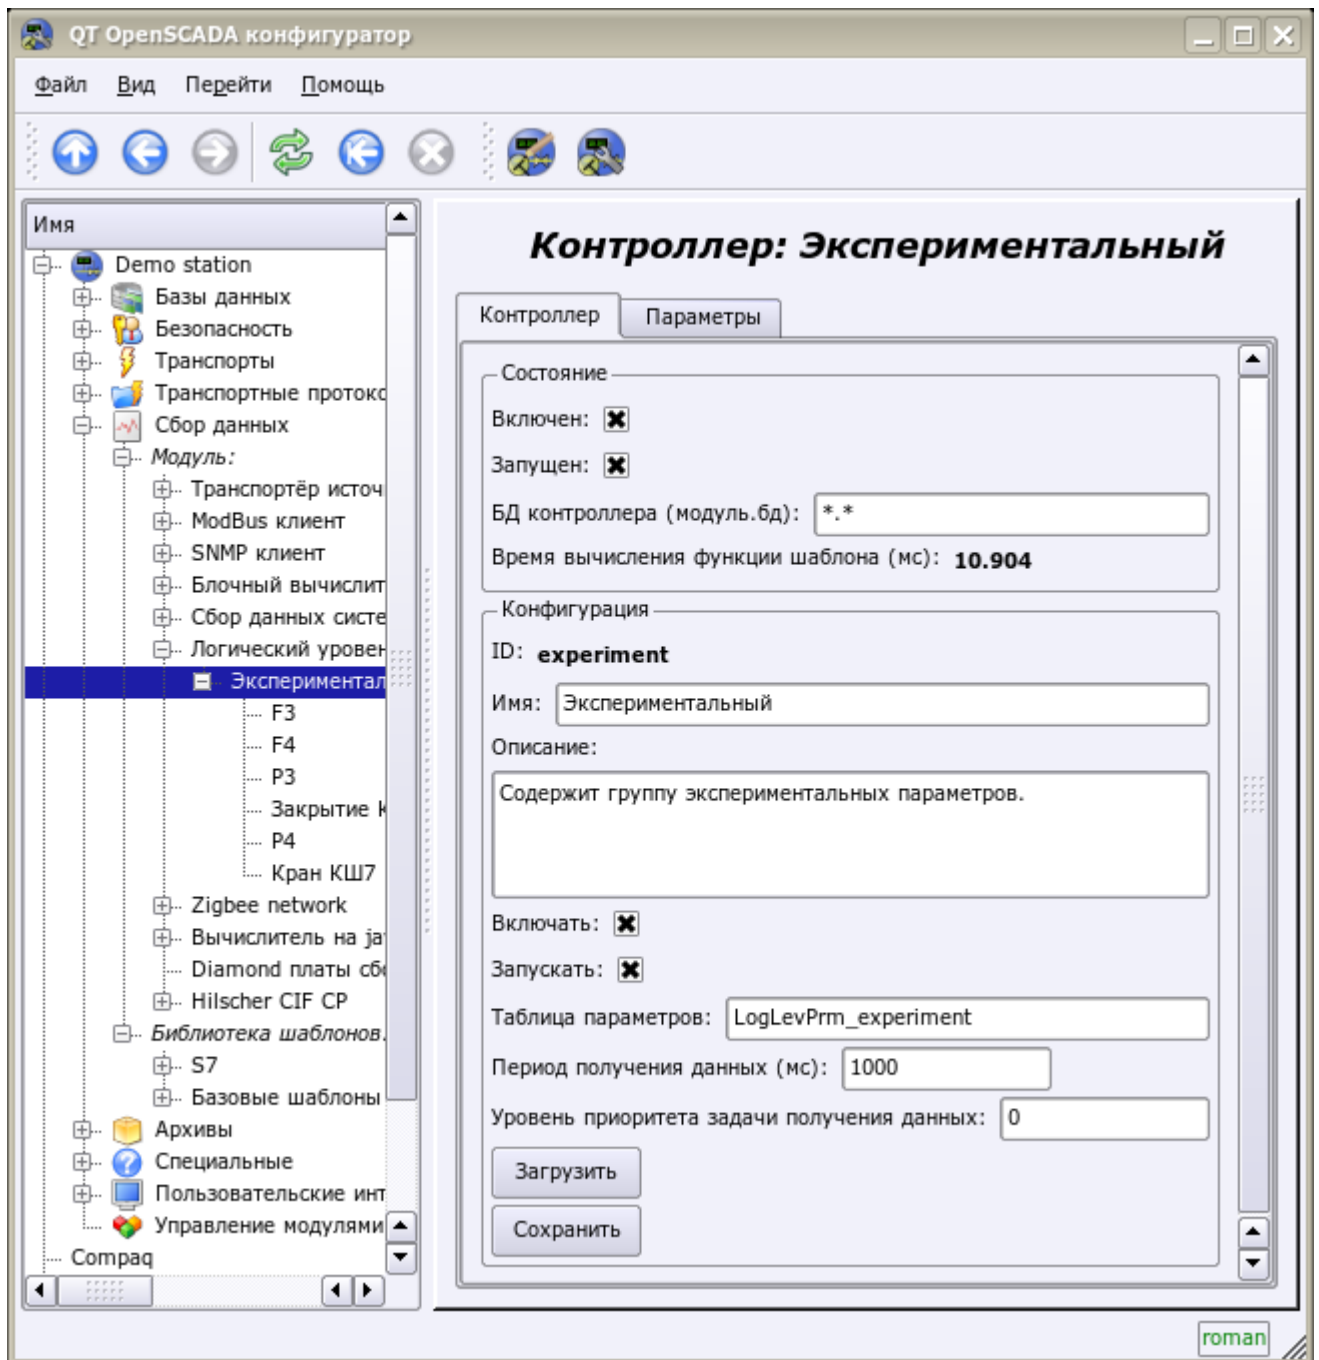 QT OpenSCADA конфигуратор
Файл Вид Перейти Помощь
Имя
Demo station
Базы данных
Безопасность
Транспорты
Транспортные протоко
Сбор данных
Модуль:
Транспортёр источ
ModBus клиент
SNMP клиент
Блочный вычислит
Сбор данных систе
Логический уровен
Эксперимептал
F3
F4
P3
Закрытие К
P4
Кран КШ7
Zigbee network
Вычислитель на ja
Diamond платы сбо
Hilscher CIF CP
Библиотека шаблонов.
S7
Базовые шаблоны
Архивы
Специальные
Пользовательские инт
Управление модулями
Compaq
Контроллер: Экспериментальный
Контроллер Параметры
Состояние
Включен:
Запущен:
БД контроллера (модуль.бд): *.*
Время вычисления функции шаблона (мс): 10.904
Конфигурация
ID: experiment
Имя: Экспериментальный
Описание:
Содержит группу экспериментальных параметров.
Включать:
Запускать:
Таблица параметров: LogLevPrm_experiment
Период получения данных (мс): 1000
Уровень приоритета задачи получения данных: 0
Загрузить
Сохранить
roman